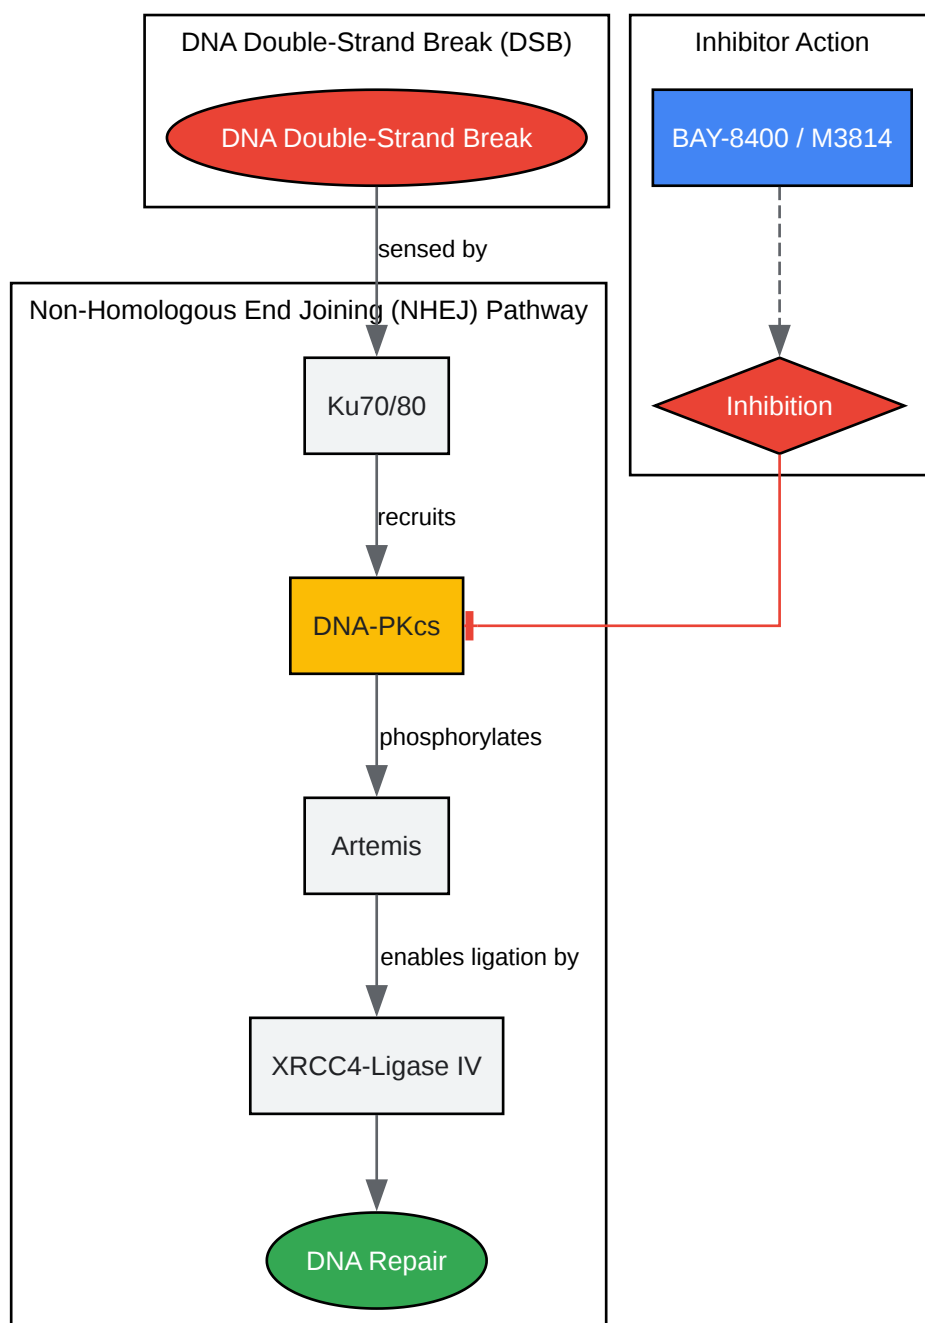 DNA Double-Strand Break (DSB)
DNA Double-Strand Break
sensed by
Non-Homologous End Joining (NHEJ) Pathway
Ku70/80
recruits
DNA-PKcs
phosphorylates
Artemis
enables ligation by
XRCC4-Ligase IV
DNA Repair
Inhibitor Action
BAY-8400 / M3814
Inhibition